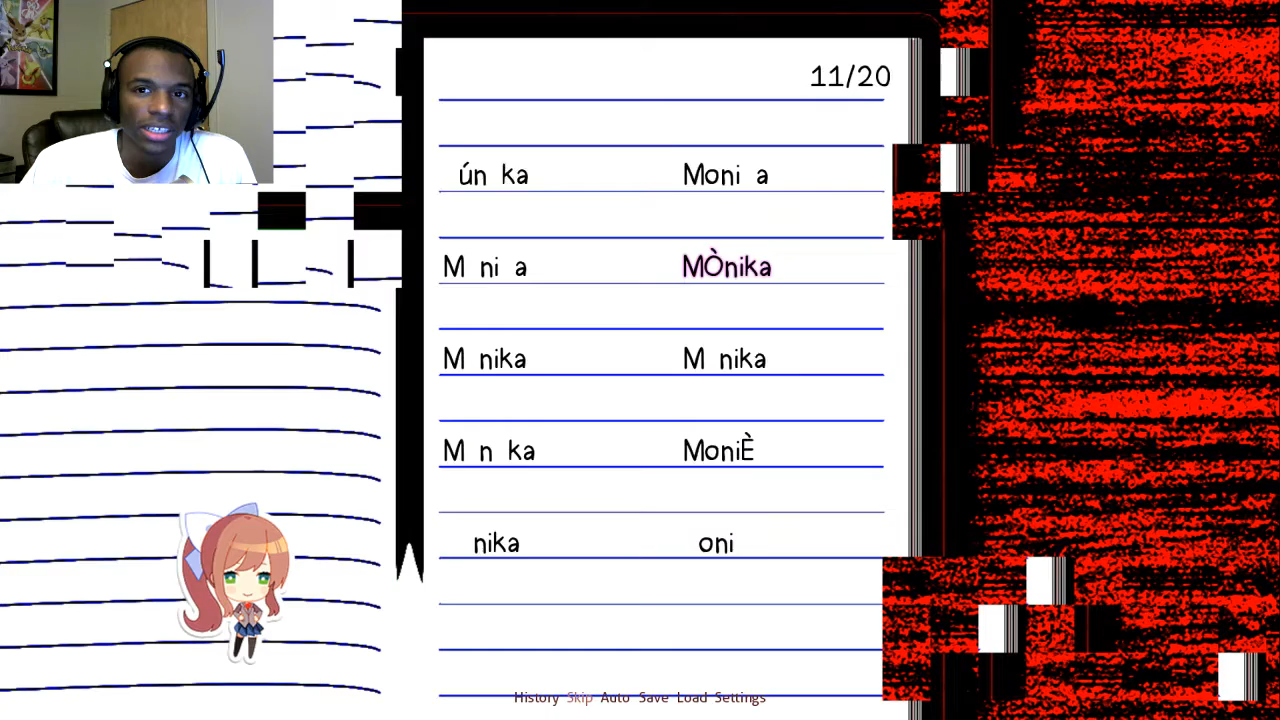 11/20
ún ka Moni a
M ni a MÒnika
M nika M nika
M n ka MoniÈ
nika oni
History Skip Auto Save Load Settings